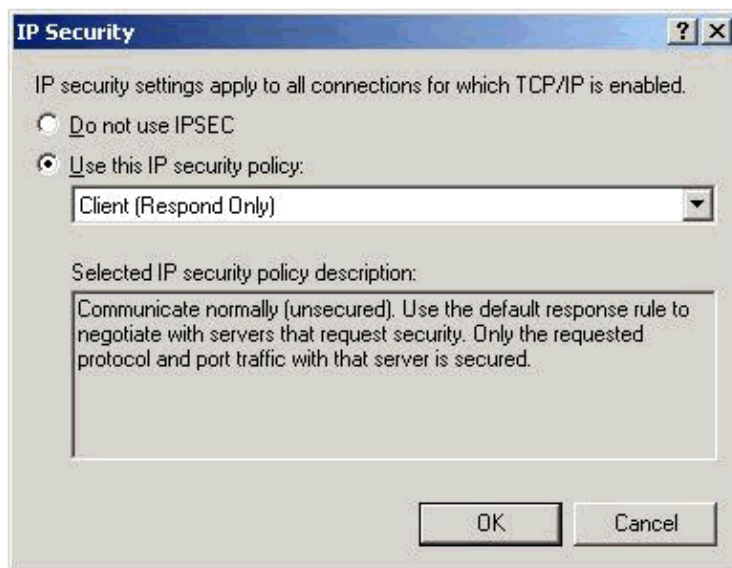 IP Security
IP security settings apply to all connections for which TCP/IP is enabled.
Do not use IPSEC
Use this IP security policy:
Client (Respond Only)
Selected IP security policy description:
Communicate normally (unsecured). Use the default response rule to
negotiate with servers that request security. Only the requested
protocol and port traffic with that server is secured.
OK
Cancel